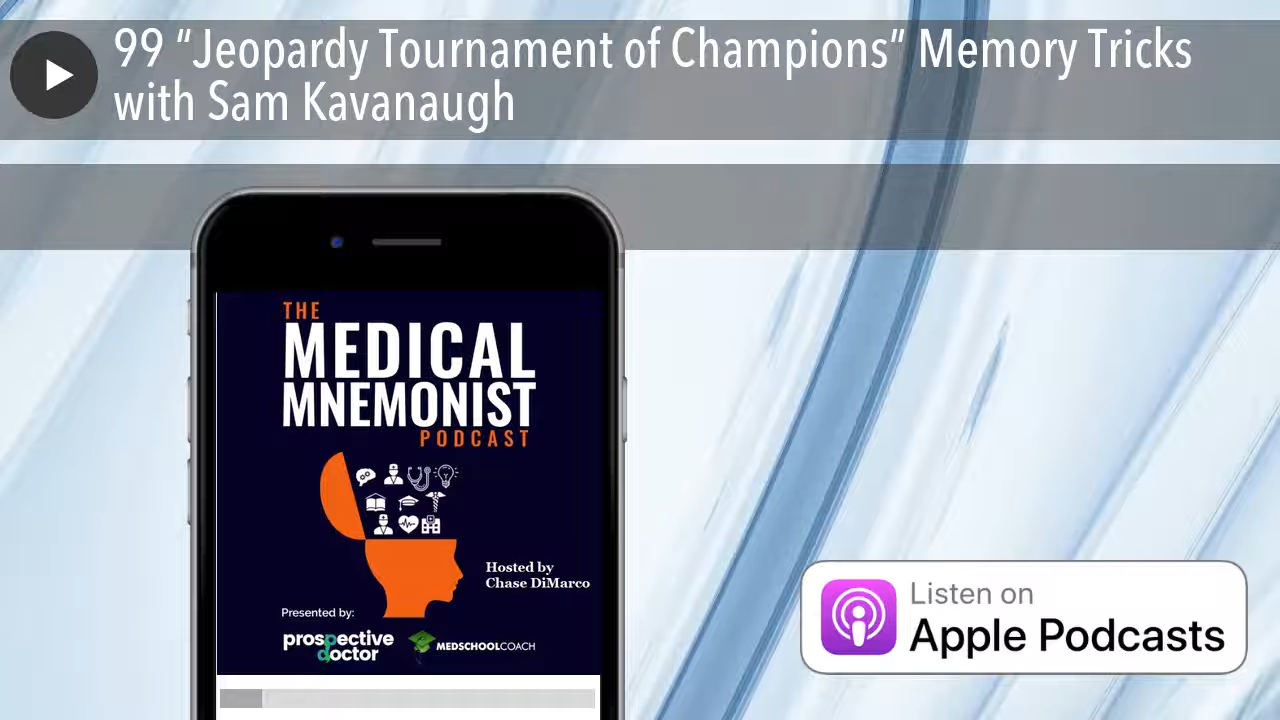 99 “Jeopardy Tournament of Champions” Memory Tricks
with Sam Kavanaugh
THE
MEDICAL
MNEMONIST
PODCAST
Hosted by
Chase DiMarco
Presented by:
prospective
doctor
MEDSCHOOLCOACH
Listen on
Apple Podcasts